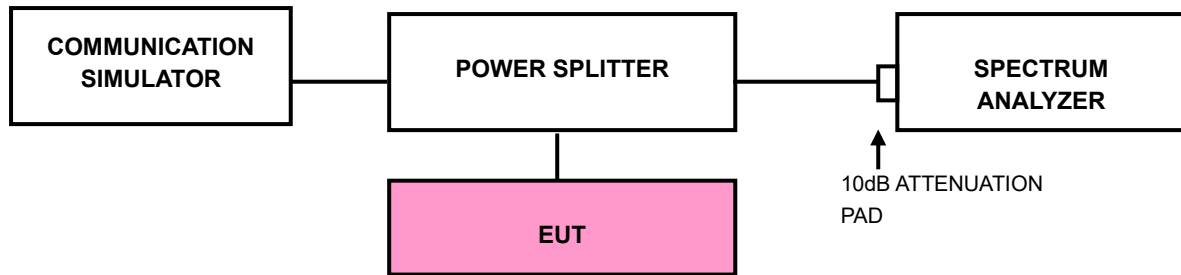 COMMUNICATION
SIMULATOR
POWER SPLITTER
SPECTRUM
ANALYZER
10dB ATTENUATION
PAD
EUT